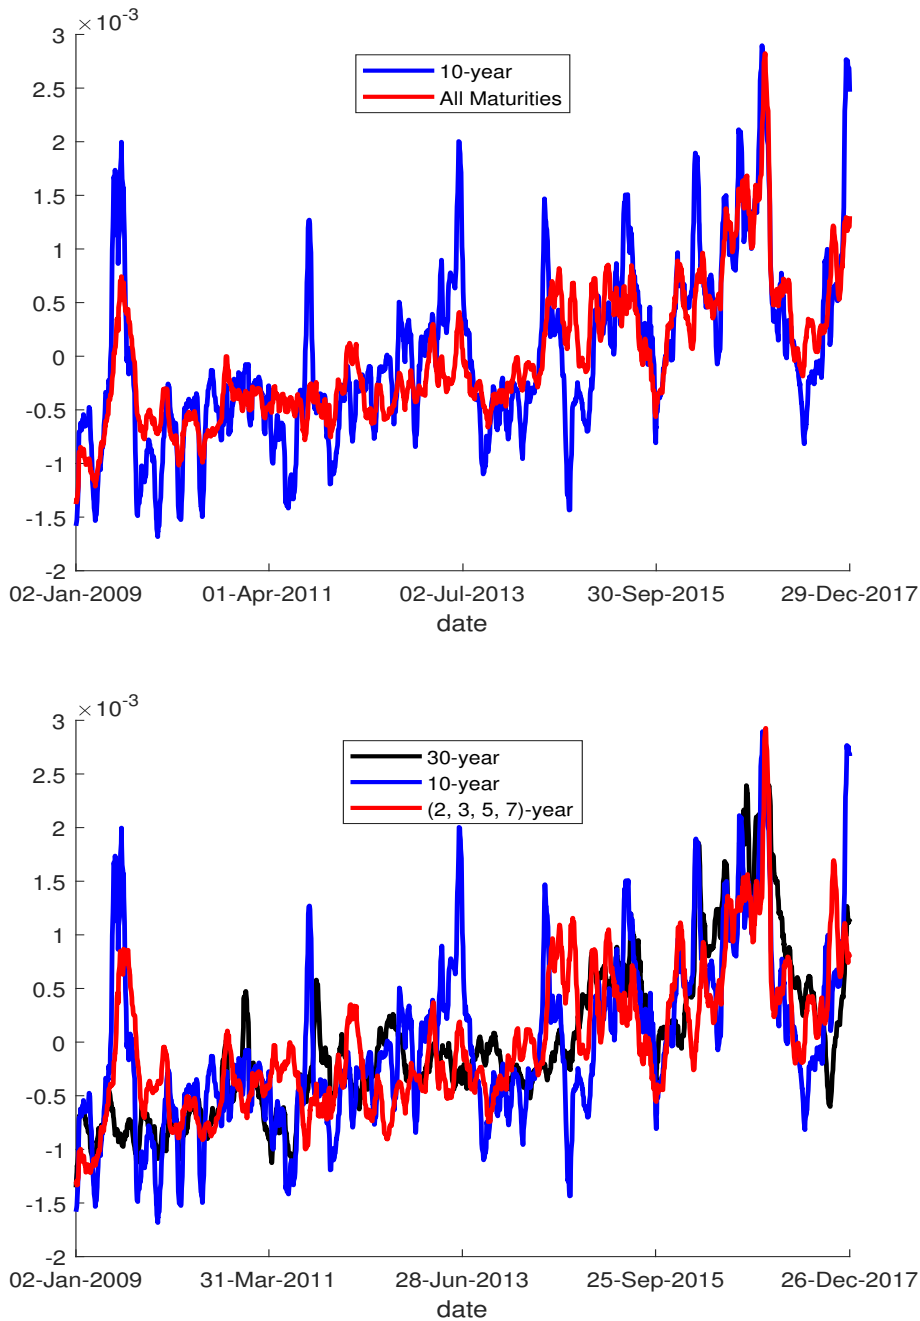 ×10-3
3
2.5
2
1.5
1
0.5
0
-0.5
-1
-1.5
-2
10-year
All Maturities
02-Jan-2009 01-Apr-2011 02-Jul-2013 30-Sep-2015 29-Dec-2017
date
×10-3
3
2.5
2
1.5
1
0.5
0
-0.5
-1
-1.5
-2
30-year
10-year
(2, 3, 5, 7)-year
02-Jan-2009 31-Mar-2011 28-Jun-2013 25-Sep-2015 26-Dec-2017
date